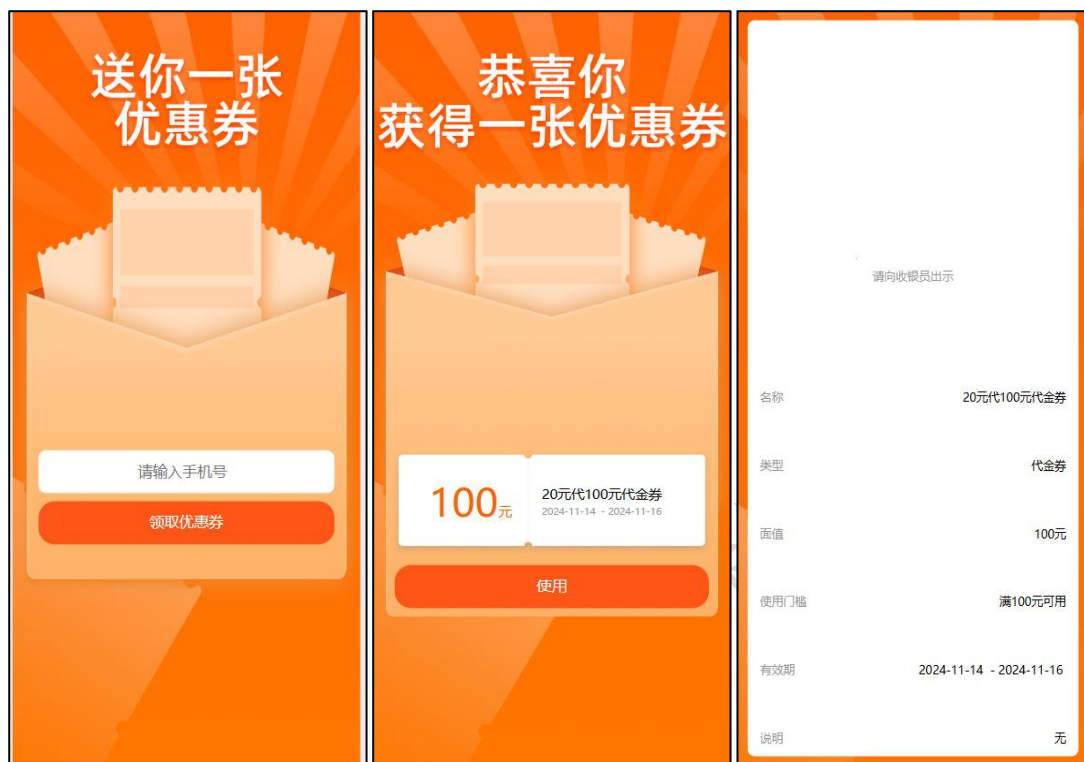 送你一张
优惠券
请输入手机号
领取优惠券
恭喜你
获得一张优惠券
100元
20元代100元代金券
2024-11-14 - 2024-11-16
使用
请向收银员出示
名称 20元代100元代金券
类型 代金券
面值 100元
使用门槛 满100元可用
有效期 2024-11-14 - 2024-11-16
说明 无